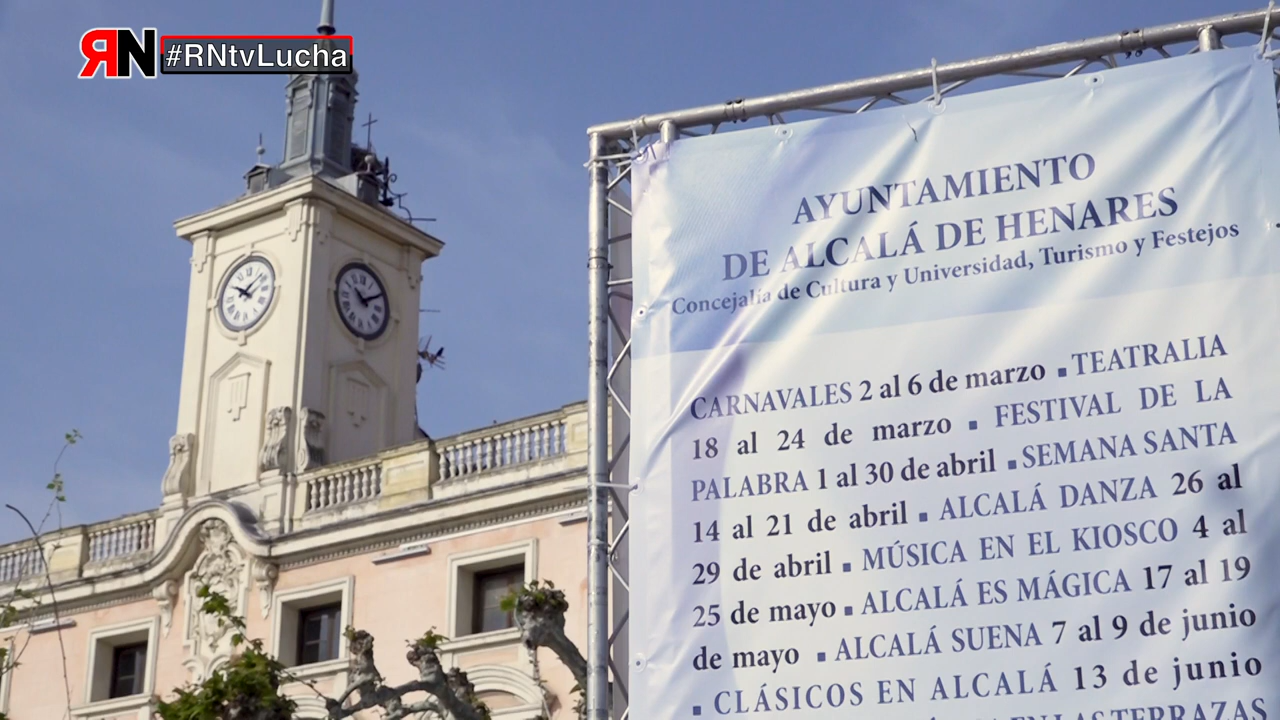 RN #RNtvLucha
AYUNTAMIENTO
DE ALCALÁ DE HENARES
Concejalía de Cultura y Universidad, Turismo y Festejos
CARNAVALES 2 al 6 de marzo ▪ TEATRALIA
18 al 24 de marzo ▪ FESTIVAL DE LA
PALABRA 1 al 30 de abril ▪ SEMANA SANTA
14 al 21 de abril ▪ ALCALÁ DANZA 26 al
29 de abril ▪ MÚSICA EN EL KIOSCO 4 al
25 de mayo ▪ ALCALÁ ES MÁGICA 17 al 19
de mayo ▪ ALCALÁ SUENA 7 al 9 de junio
▪ CLÁSICOS EN ALCALÁ 13 de junio
EN LAS TERRAZAS